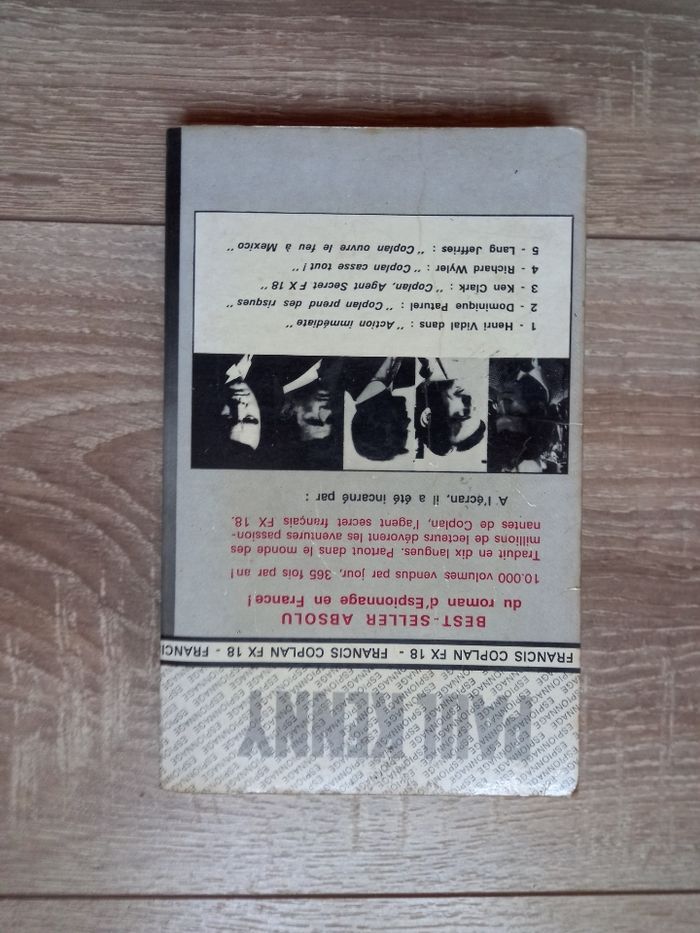 PAUL KENNY
FRANCIS COPLAN FX 18 - FRANCIS COPLAN FX 18 - FRANCI
BEST-SELLER ABSOLU
du roman d'Espionnage en France!
10.000 volumes vendus par jour, 365 fois par an!
Traduit en dix langues. Partout dans le monde des
millions de lecteurs dévorent les aventures passion-
nantes de Coplan, l'agent secret français FX 18.
A l'écran, il a été incarné par :
1 - Henri Vidal dans : "Action immédiate"
2 - Dominique Paturel : "Coplan prend des risques"
3 - Ken Clark : "Coplan, Agent Secret F X 18"
4 - Richard Wyler : "Coplan casse tout!"
5 - Lang Jeffries : "Coplan ouvre le feu à Mexico"